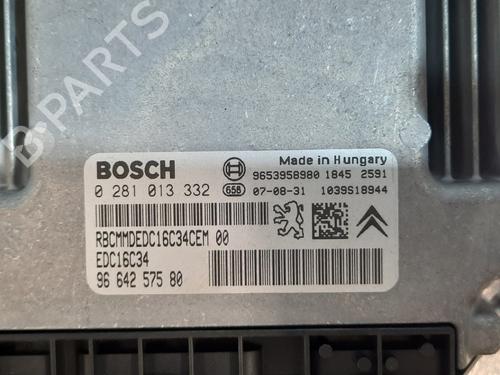 B-PARTS
BOSCH
Made in Hungary
9653958980 1845 2591
0 281 013 332 658 07-08-31 1039S18944
RBCMMDEDC16C34CEM 00
EDC16C34
96 642 575 80